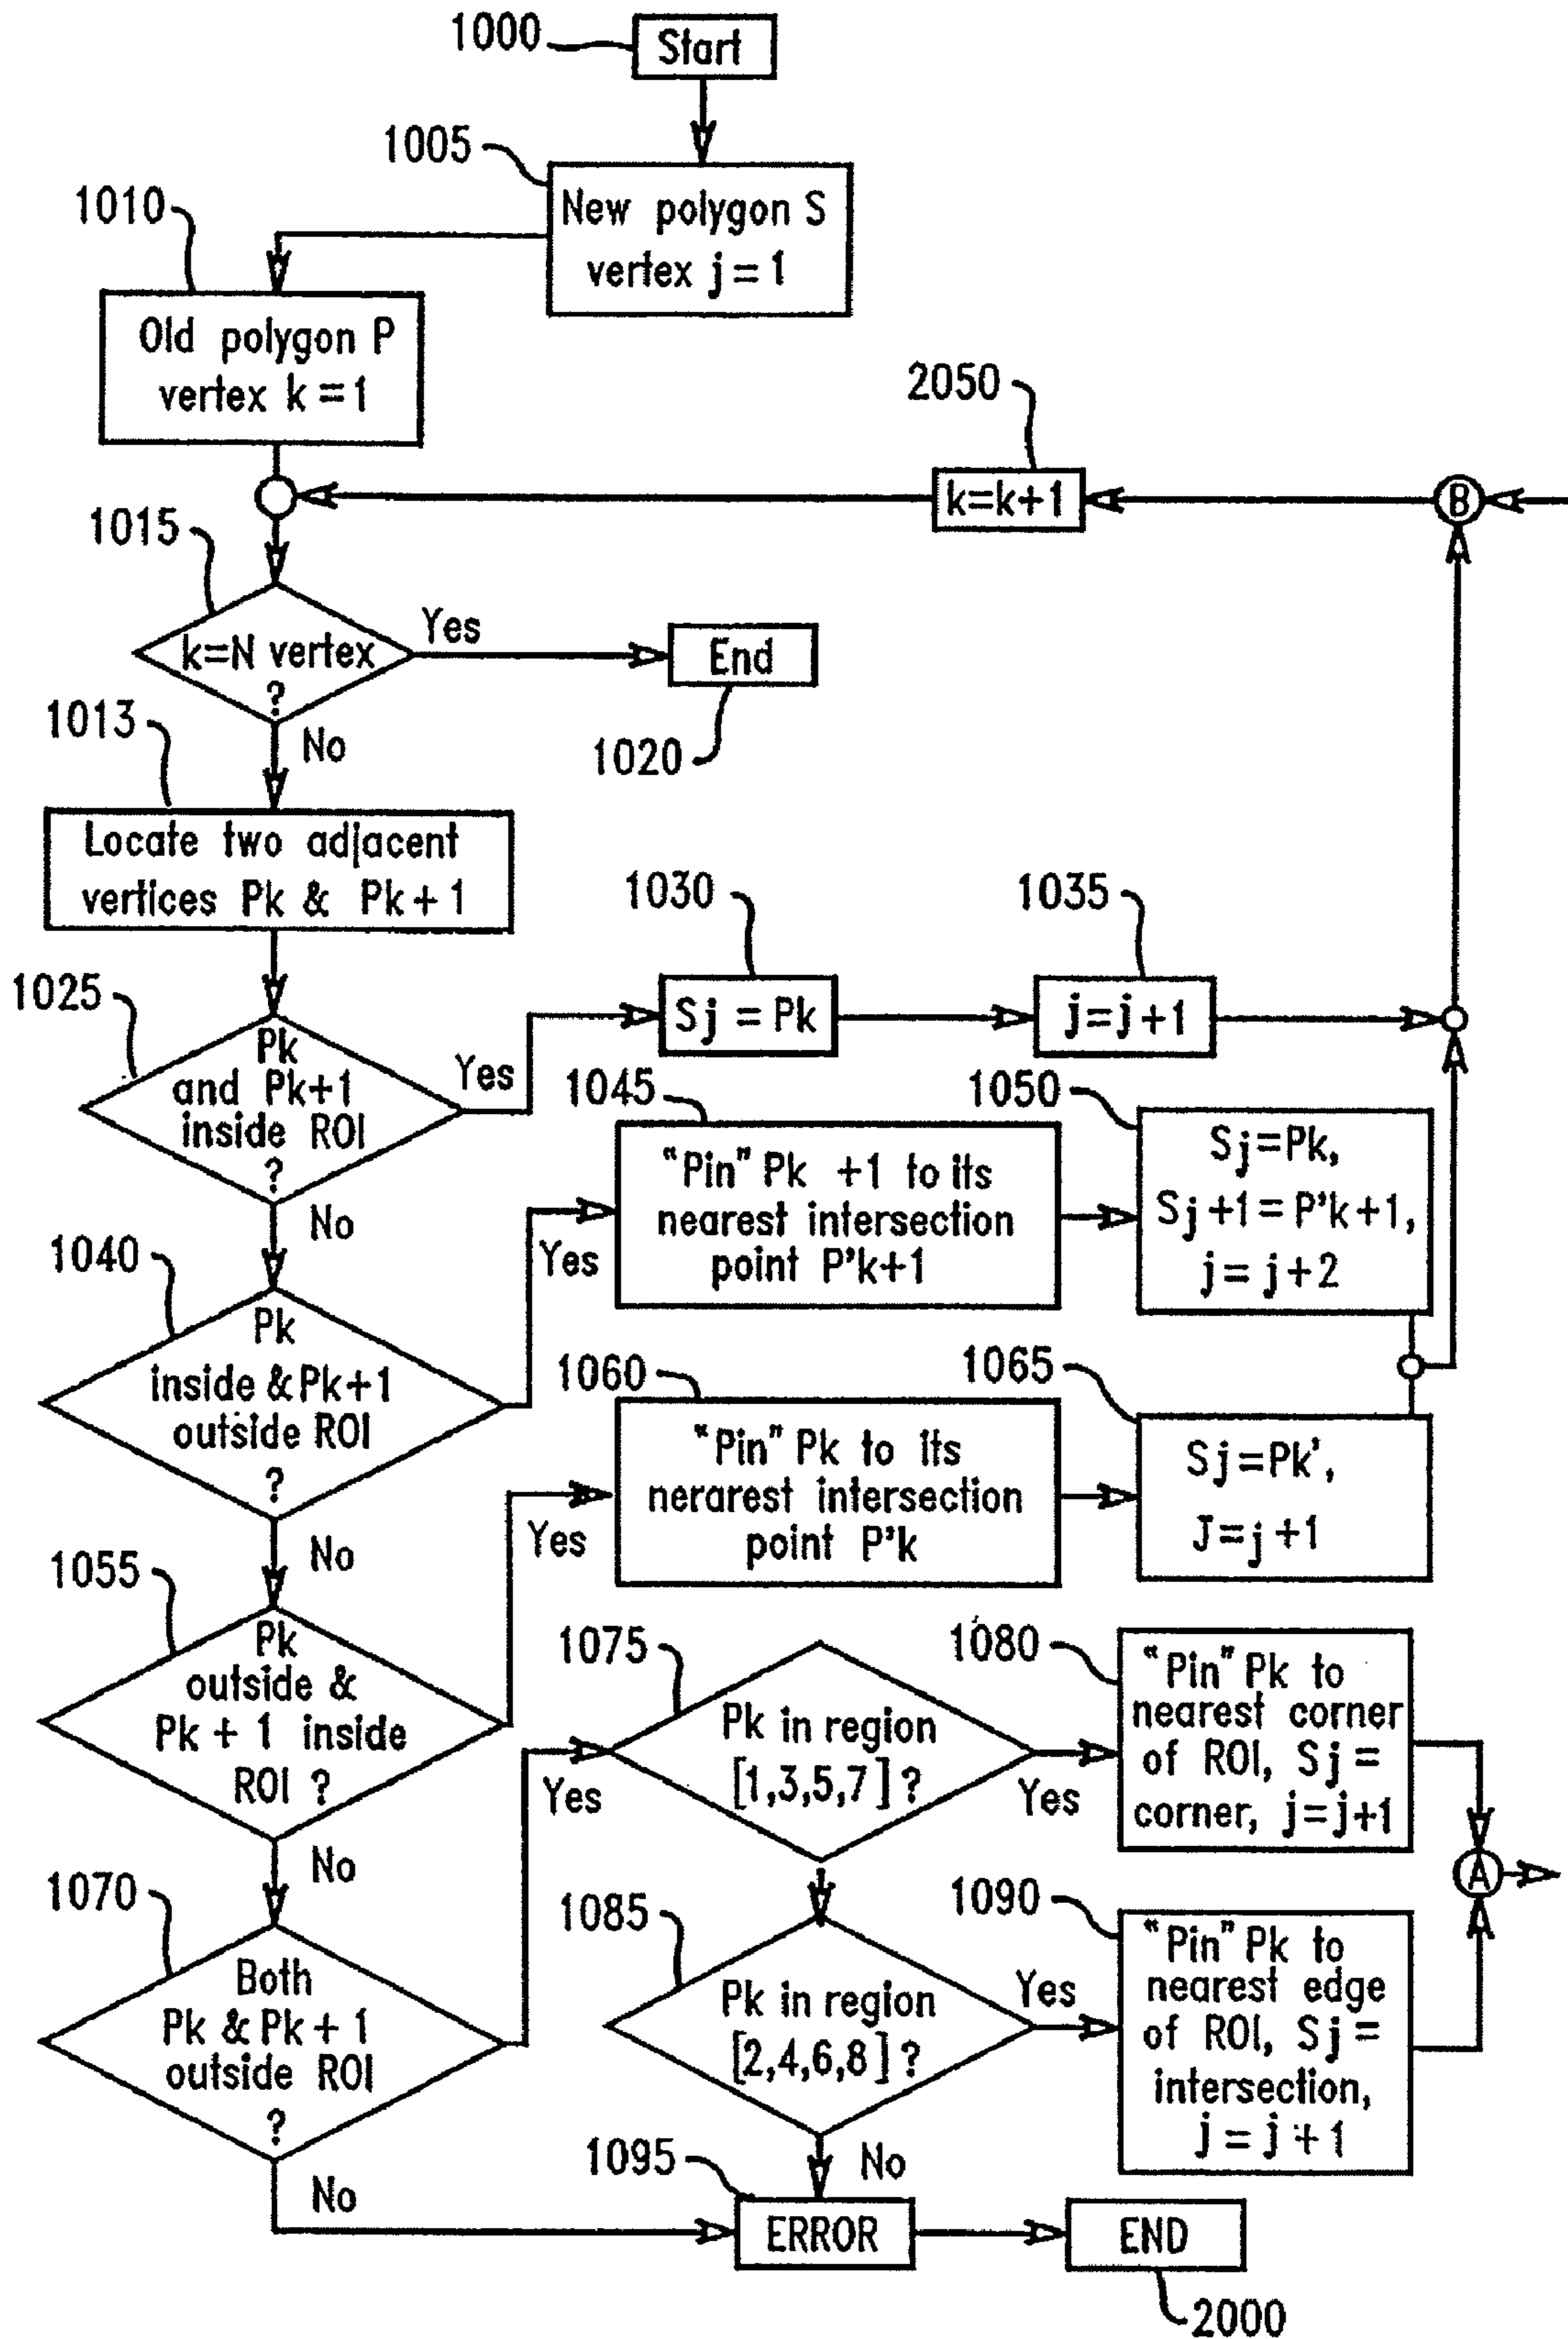 1000
Start
1005
New polygon S
vertex j = 1
1010
Old polygon P
vertex k = 1
2050
k=k+1
B
1015
k=N vertex
?
Yes
End
1020
No
1013
Locate two adjacent
vertices Pk & Pk + 1
1025
Pk
and Pk+1
inside ROI
?
Yes
1030
Sj = Pk
1035
j=j+1
No
1040
Pk
inside & Pk+1
outside ROI
?
Yes
1045
"Pin" Pk +1 to its
nearest intersection
point P'k+1
1050
Sj=Pk,
Sj+1=P'k+1,
j= j+2
No
1055
Pk
outside &
Pk + 1 inside
ROI ?
Yes
1060
"Pin" Pk to its
nerarest intersection
point P'k
1065
Sj=Pk',
J=j+1
No
1070
Both
Pk & Pk + 1
outside ROI
?
Yes
1075
Pk in region
[1,3,5,7] ?
Yes
1080
"Pin" Pk to
nearest corner
of ROI, Sj =
corner, j=j+1
A
1085
Pk in region
[2,4,6,8] ?
Yes
1090
"Pin" Pk to
nearest edge
of ROI, Sj =
intersection,
j = j + 1
No
No
1095
ERROR
END
2000